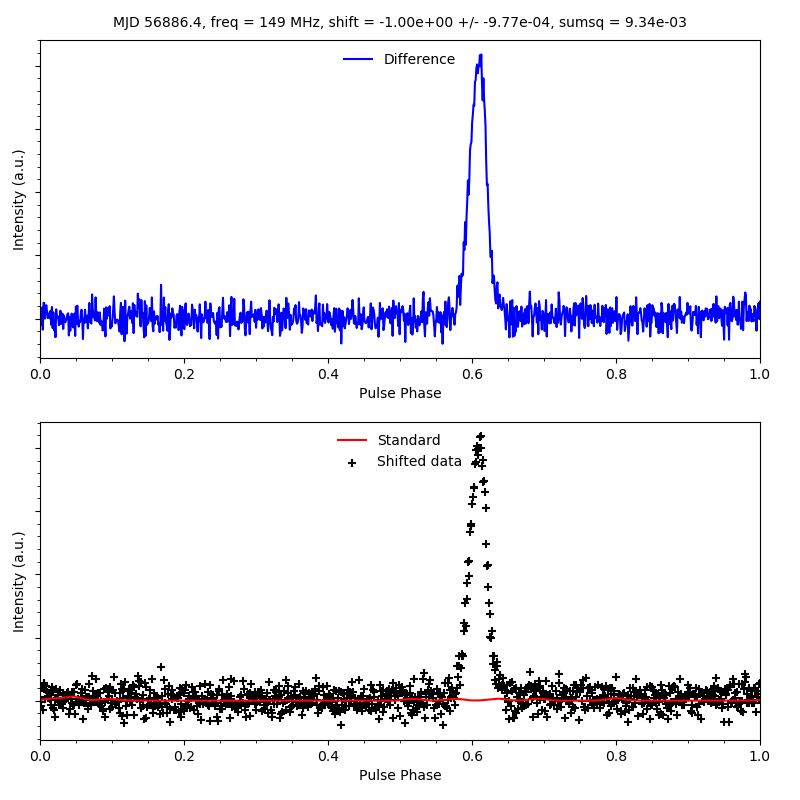 MJD 56886.4, freq = 149 MHz, shift = -1.00e+00 +/- -9.77e-04, sumsq = 9.34e-03
Difference
Intensity (a.u.)
0.0 0.2 0.4 0.6 0.8 1.0
Pulse Phase
Standard
Shifted data
Intensity (a.u.)
0.0 0.2 0.4 0.6 0.8 1.0
Pulse Phase